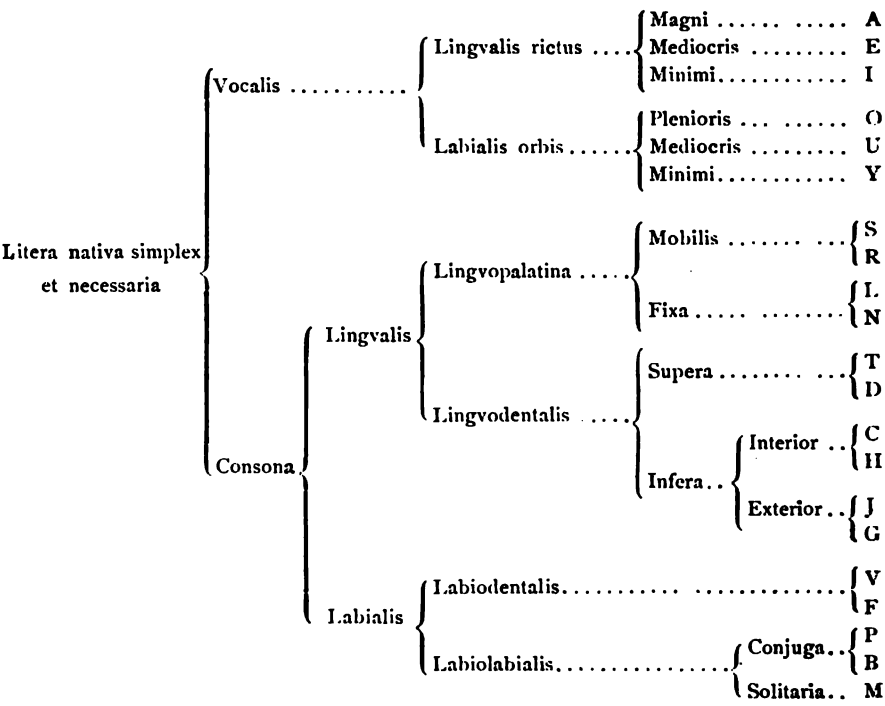 Magni ...... ..... A
Lingvalis rictus .... Mediocris ......... E
Minimi............ I
Vocalis ...........
Plenioris ... ...... O
Labialis orbis ...... Mediocris ......... U
Minimi............ Y
Litera nativa simplex
et necessaria
Mobilis ....... ... S
R
Lingvopalatina .....
Fixa ..... ........ L
N
Lingvalis
Supera ........ ... T
D
Lingvodentalis ....
Consona
Interior .. C
H
Infera..
Exterior .. J
G
Labiodentalis........... .............. V
F
Labialis
Conjuga.. P
B
Labiolabialis................
Solitaria.. M